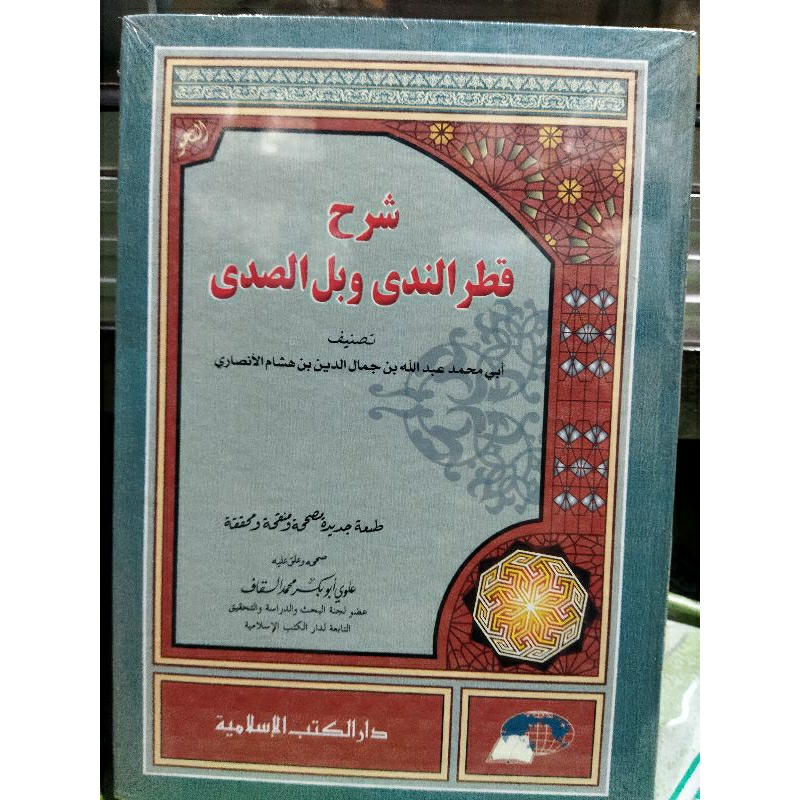 النحو
شرح
قطر الندى وبل الصدى
تصنيف
أبي محمد عبد الله بن جمال الدين بن هشام الأنصاري
طبعة جديدة مصححة ومنقحة ومحققة
صححه وعلق عليه
علوي أبو بكر محمد السقاف
عضو لجنة البحث والدراسة والتحقيق
التابعة لدار الكتب الإسلامية
دار الكتب الإسلامية